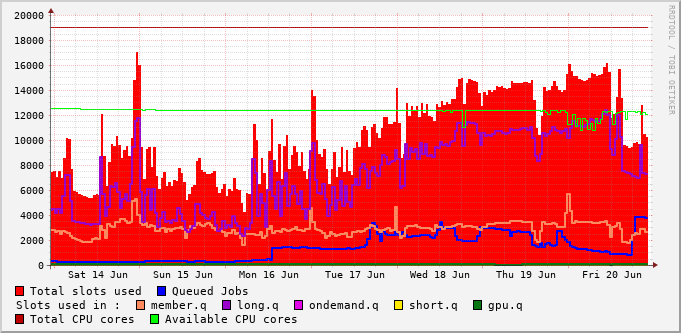 20000
18000
16000
14000
12000
10000
8000
6000
4000
2000
0
Sat 14 Jun Sun 15 Jun Mon 16 Jun Tue 17 Jun Wed 18 Jun Thu 19 Jun Fri 20 Jun
RRDTOOL / TOBI OETIKER
Total slots used Queued Jobs
Slots used in : member.q long.q ondemand.q short.q gpu.q
Total CPU cores Available CPU cores